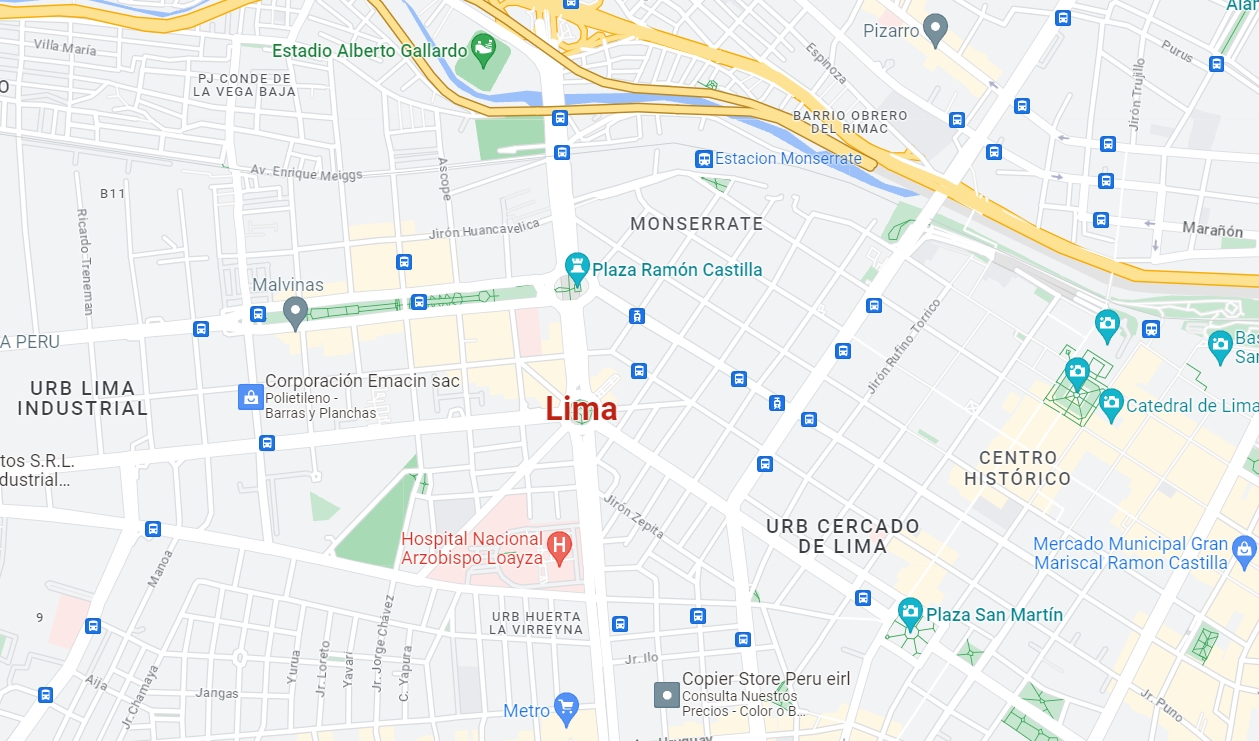 Alan
Pizarro
Villa María
Estadio Alberto Gallardo
Espinoza
Purus
PJ CONDE DE
LA VEGA BAJA
O
Jirón Trujillo
BARRIO OBRERO
DEL RIMAC
Estacion Monserrate
Av. Enrique Meiggs
Ascope
B11
Ricardo Treneman
MONSERRATE
Jirón Huancavelica
Marañón
Plaza Ramón Castilla
Malvinas
A PERU
Jirón Rufino Torrico
Bas
San
URB LIMA
INDUSTRIAL
Corporación Emacin sac
Polietileno -
Barras y Planchas
Lima
Catedral de Lima
tos S.R.L.
dustrial...
CENTRO
HISTÓRICO
Jirón Zepita
URB CERCADO
DE LIMA
Hospital Nacional
Arzobispo Loayza
Mercado Municipal Gran
Mariscal Ramon Castilla
Manoa
9
URB HUERTA
LA VIRREYNA
Plaza San Martín
Jr. Jorge Chávez
Yurua
Jr. Loreto
Yavari
C. Yapura
Jr. Ilo
Aija
Jr. Chamaya
Jangas
Copier Store Peru eirl
Consulta Nuestros
Precios - Color o B...
Metro
Jr. Puno
Uruguay